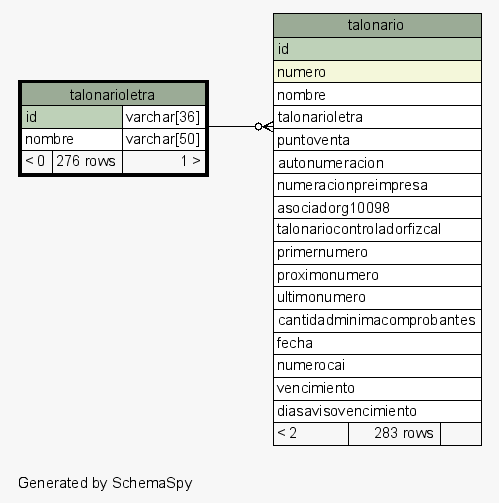 talonarioletra
id varchar[36]
nombre varchar[50]
< 0 276 rows 1 >
talonario
id
numero
nombre
talonarioletra
puntoventa
autonumeracion
numeracionpreimpresa
asociadorg10098
talonariocontroladorfizcal
primernumero
proximonumero
ultimonumero
cantidadminimacomprobantes
fecha
numerocai
vencimiento
diasavisovencimiento
< 2 283 rows
Generated by SchemaSpy